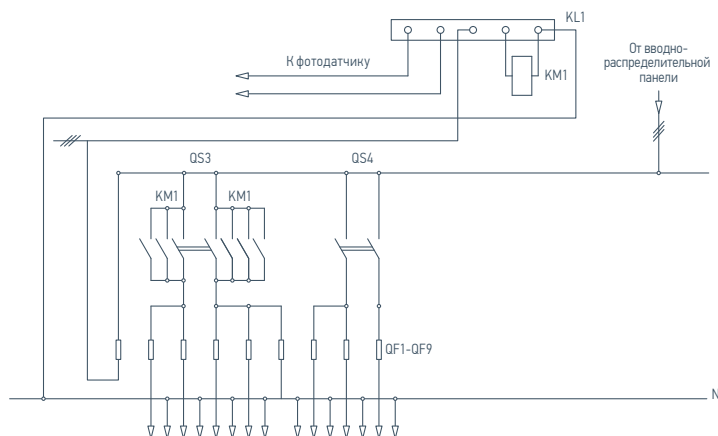 KL1
К фотодатчику
KM1
От вводно-
распределительной
панели
QS3
QS4
KM1
KM1
QF1-QF9
N